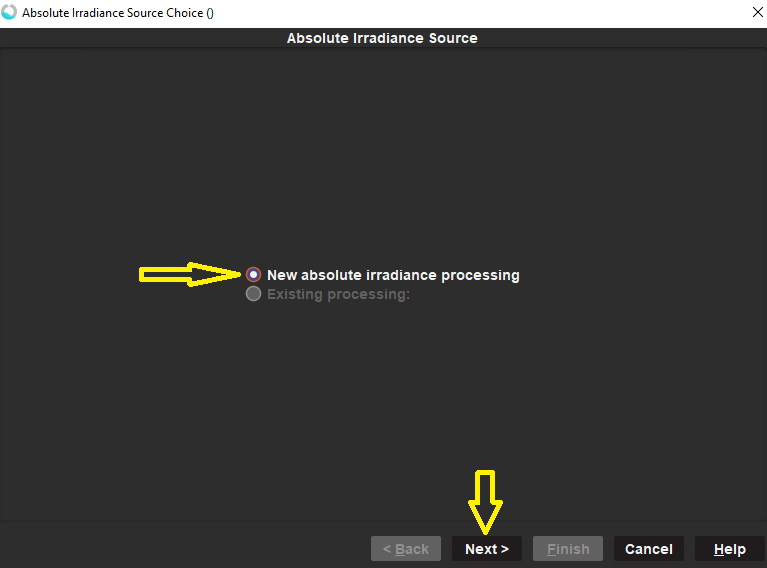 Absolute Irradiance Source Choice ()
Absolute Irradiance Source
New absolute irradiance processing
Existing processing:
< Back
Next >
Finish
Cancel
Help